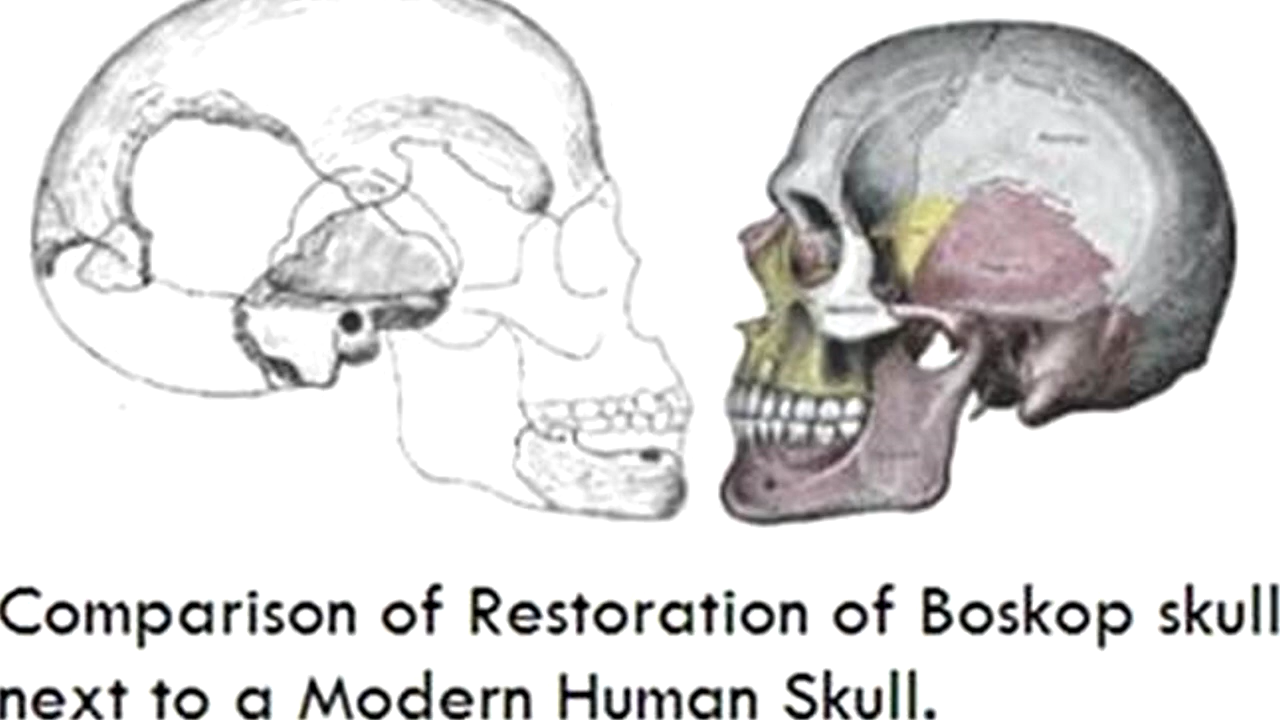 Comparison of Restoration of Boskop skull
next to a Modern Human Skull.